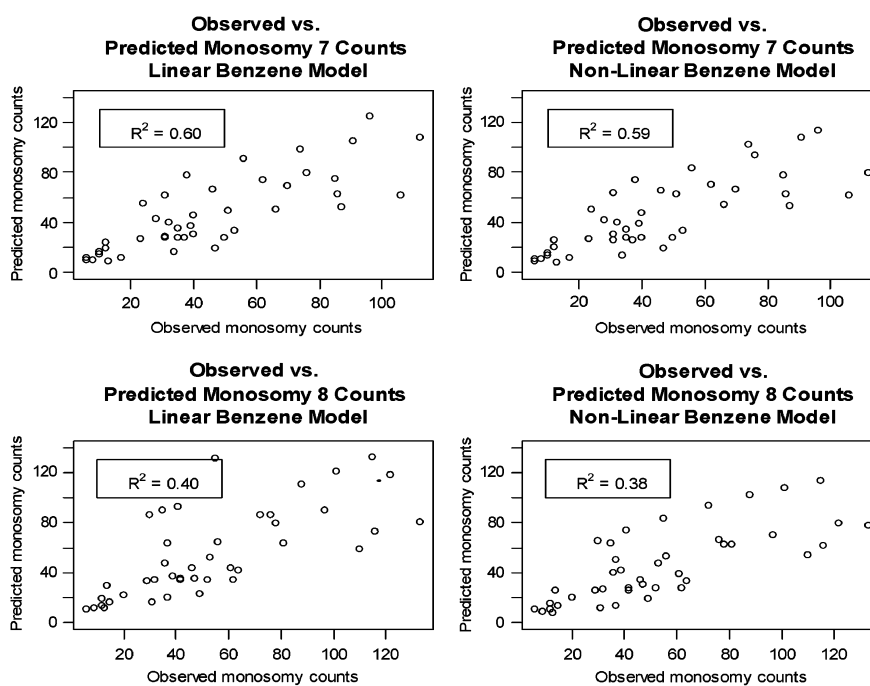 Observed vs.
Predicted Monosomy 7 Counts
Linear Benzene Model
Predicted monosomy counts
120
80
40
0
R² = 0.60
20 40 60 80 100
Observed monosomy counts
Observed vs.
Predicted Monosomy 7 Counts
Non-Linear Benzene Model
Predicted monosomy counts
120
80
40
0
R² = 0.59
20 40 60 80 100
Observed monosomy counts
Observed vs.
Predicted Monosomy 8 Counts
Linear Benzene Model
Predicted monosomy counts
120
80
40
0
R² = 0.40
20 40 60 80 100 120
Observed monosomy counts
Observed vs.
Predicted Monosomy 8 Counts
Non-Linear Benzene Model
Predicted monosomy counts
120
80
40
0
R² = 0.38
20 40 60 80 100 120
Observed monosomy counts